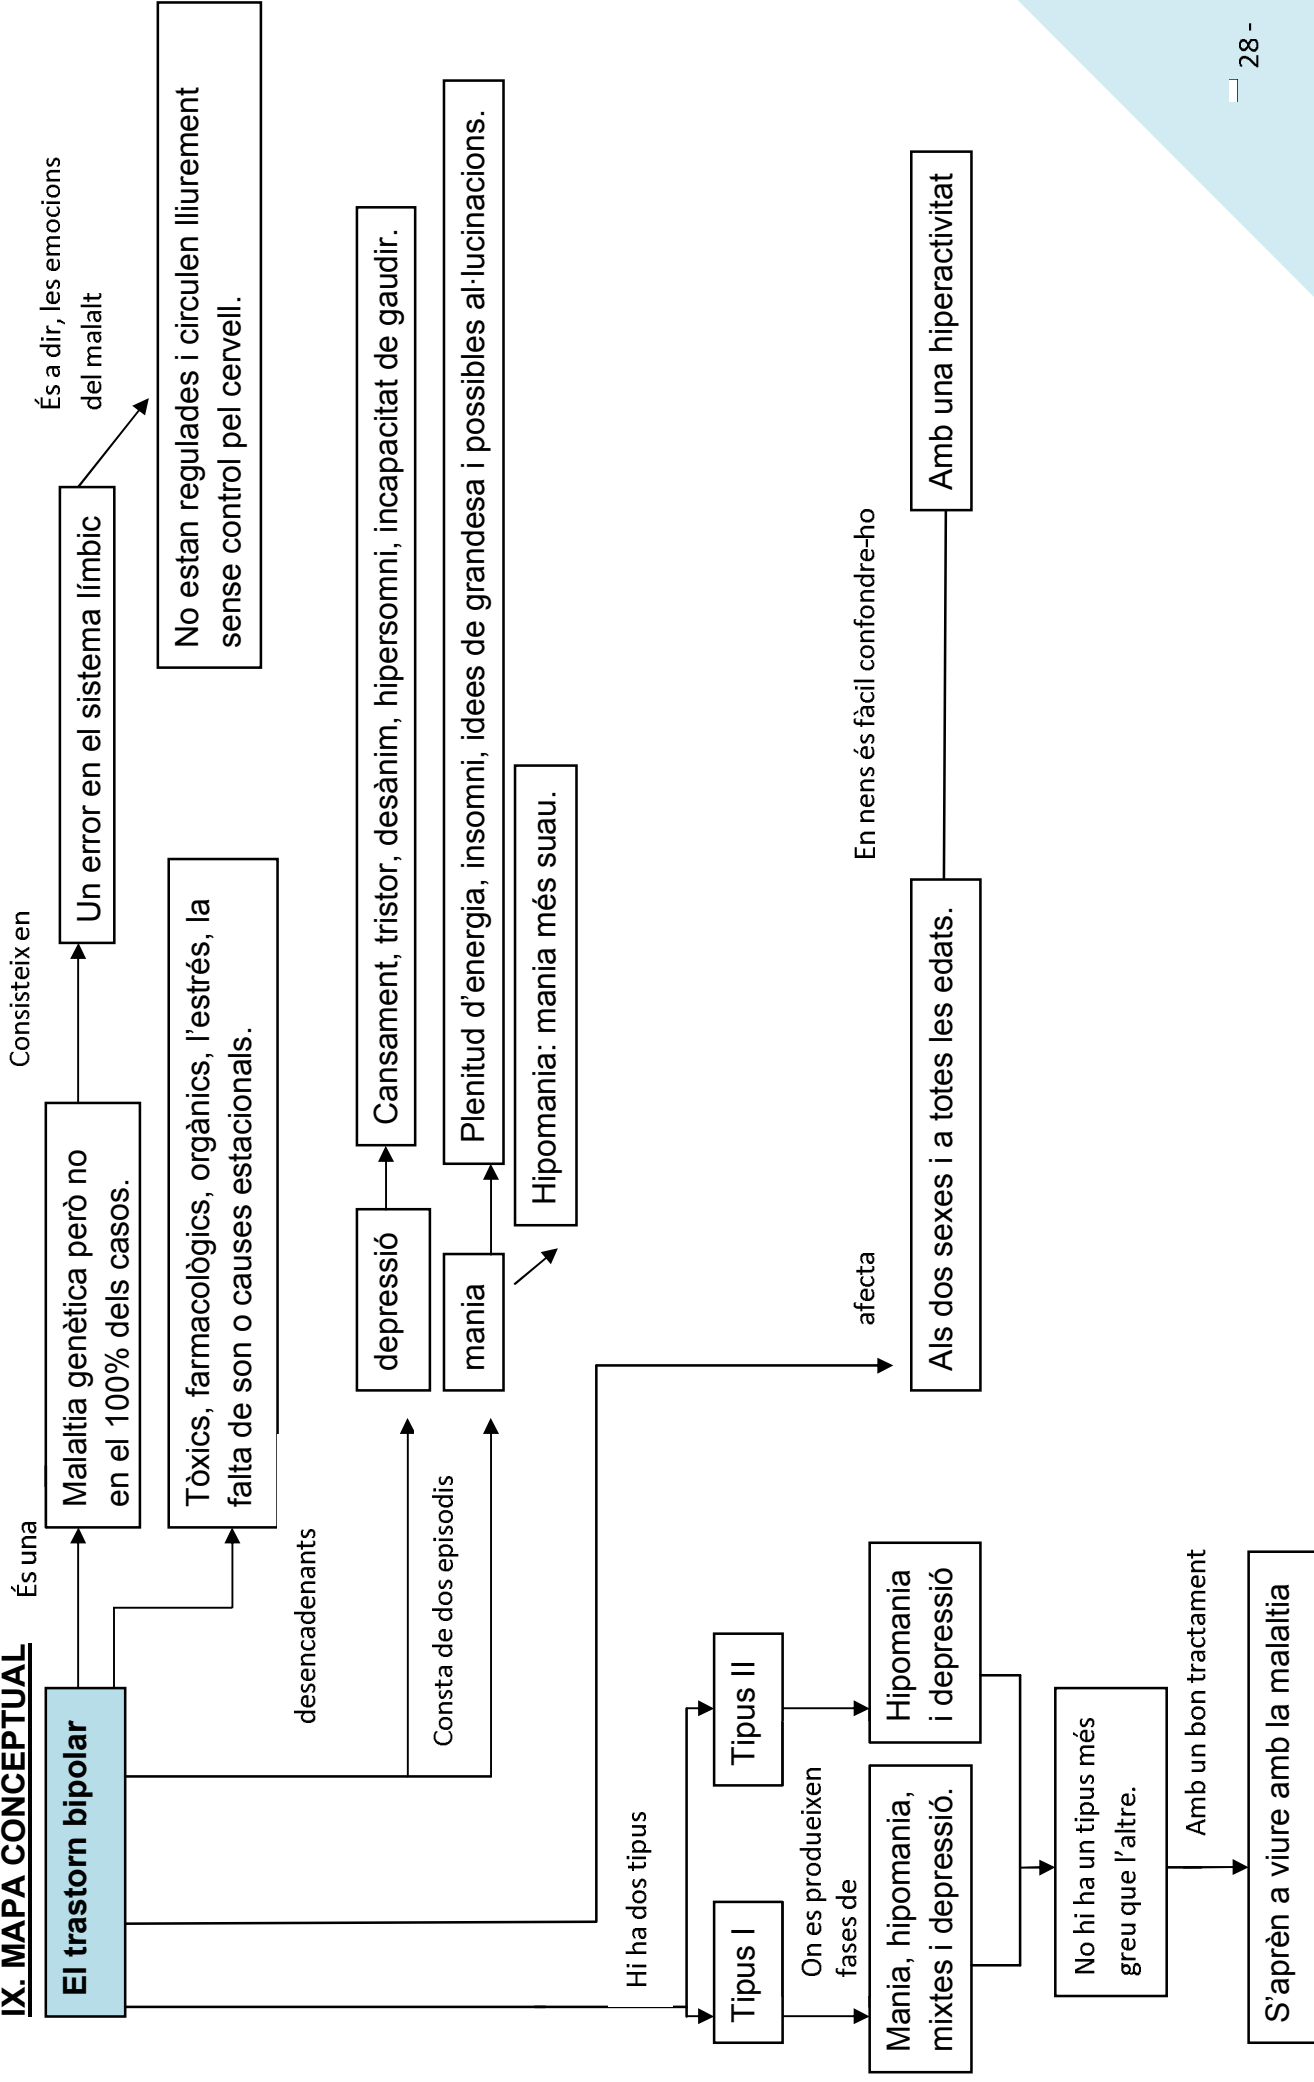 IX. MAPA CONCEPTUAL
El trastorn bipolar
És una
Malaltia genètica però no
en el 100% dels casos.
Consisteix en
Un error en el sistema límbic
És a dir, les emocions
del malalt
No estan regulades i circulen lliurement
sense control pel cervell.
desencadenants
Tòxics, farmacològics, orgànics, l’estrés, la
falta de son o causes estacionals.
Consta de dos episodis
depressió
Cansament, tristor, desànim, hipersomni, incapacitat de gaudir.
mania
Plenitud d’energia, insomni, idees de grandesa i possibles al·lucinacions.
Hipomania: mania més suau.
afecta
Als dos sexes i a totes les edats.
En nens és fàcil confondre-ho
Amb una hiperactivitat
Hi ha dos tipus
Tipus I
Tipus II
On es produeixen
fases de
Mania, hipomania,
mixtes i depressió.
Hipomania
i depressió
No hi ha un tipus més
greu que l’altre.
Amb un bon tractament
S’aprèn a viure amb la malaltia
28 -